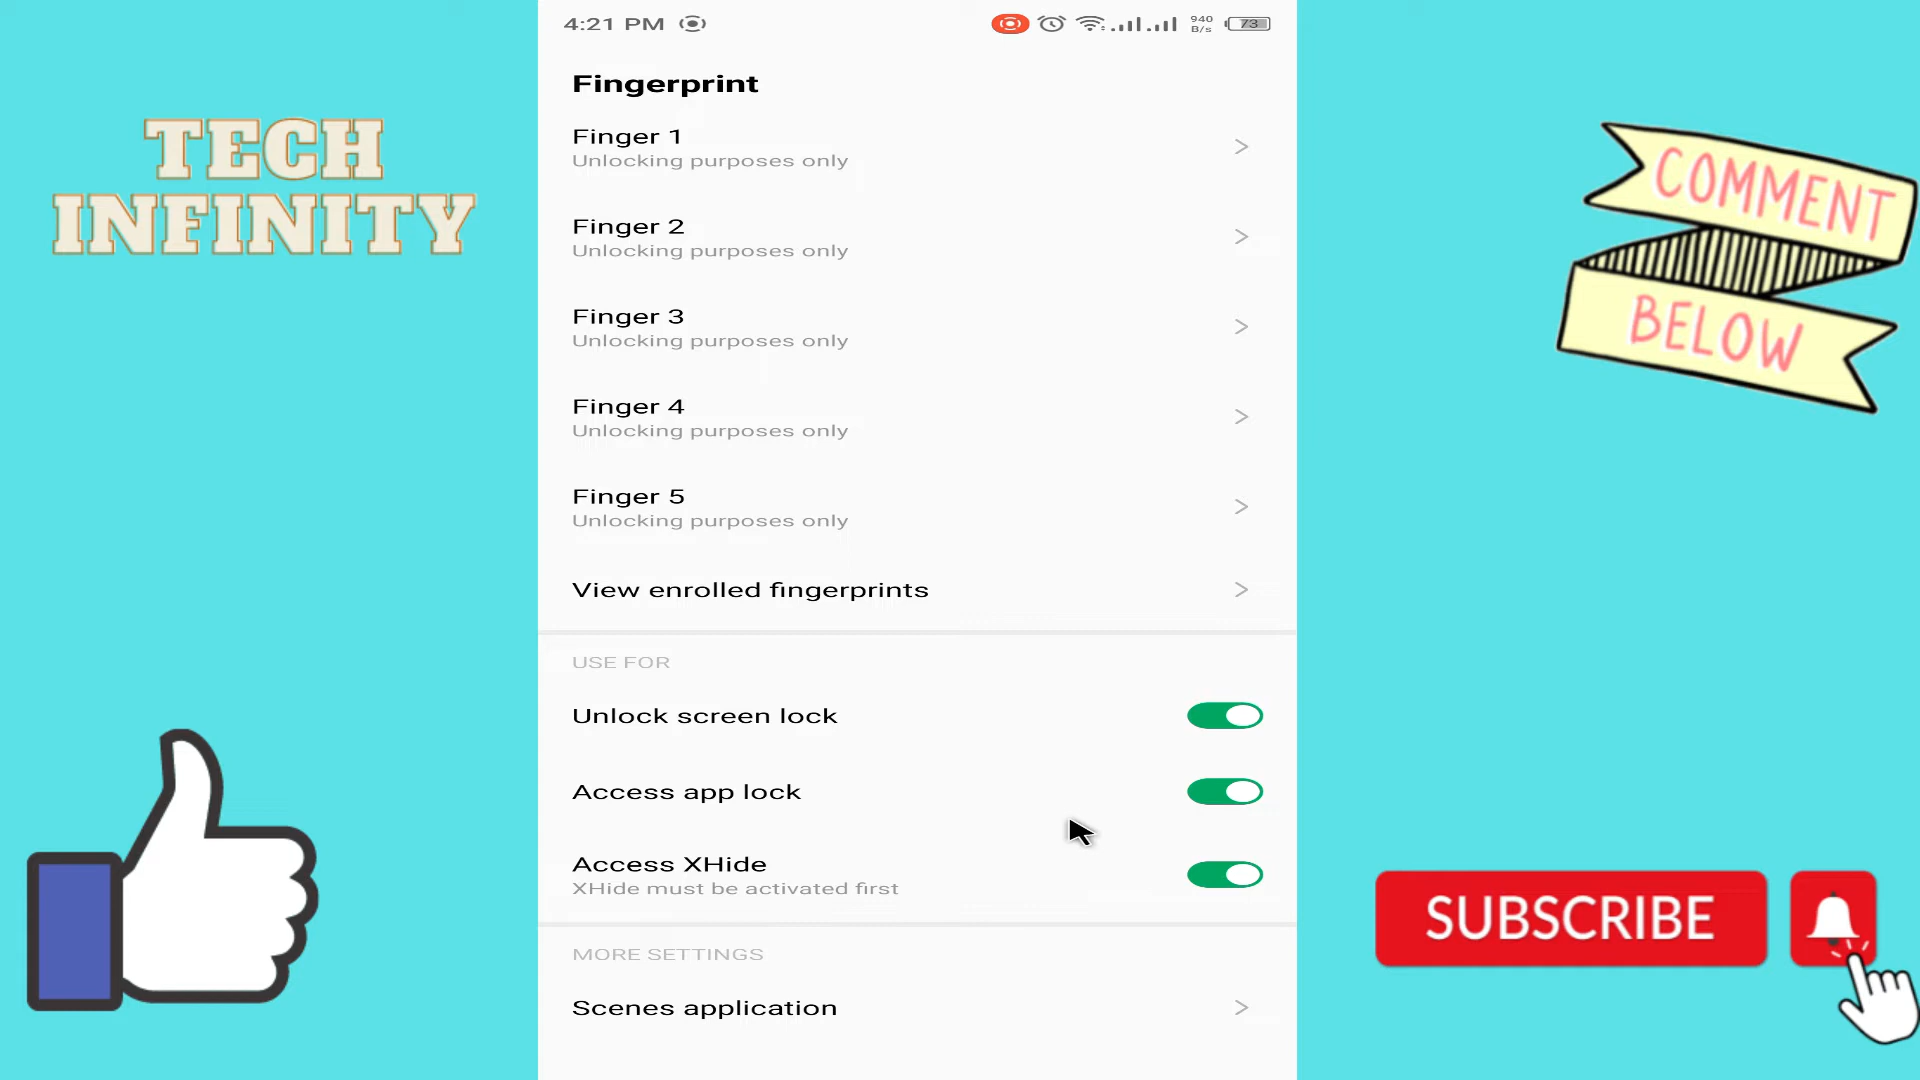 4:21 PM
940
B/s
73
TECH
INFINITY
Fingerprint
Finger 1
Unlocking purposes only
Finger 2
Unlocking purposes only
Finger 3
Unlocking purposes only
Finger 4
Unlocking purposes only
Finger 5
Unlocking purposes only
View enrolled fingerprints
USE FOR
Unlock screen lock
Access app lock
Access XHide
XHide must be activated first
MORE SETTINGS
Scenes application
COMMENT
BELOW
SUBSCRIBE